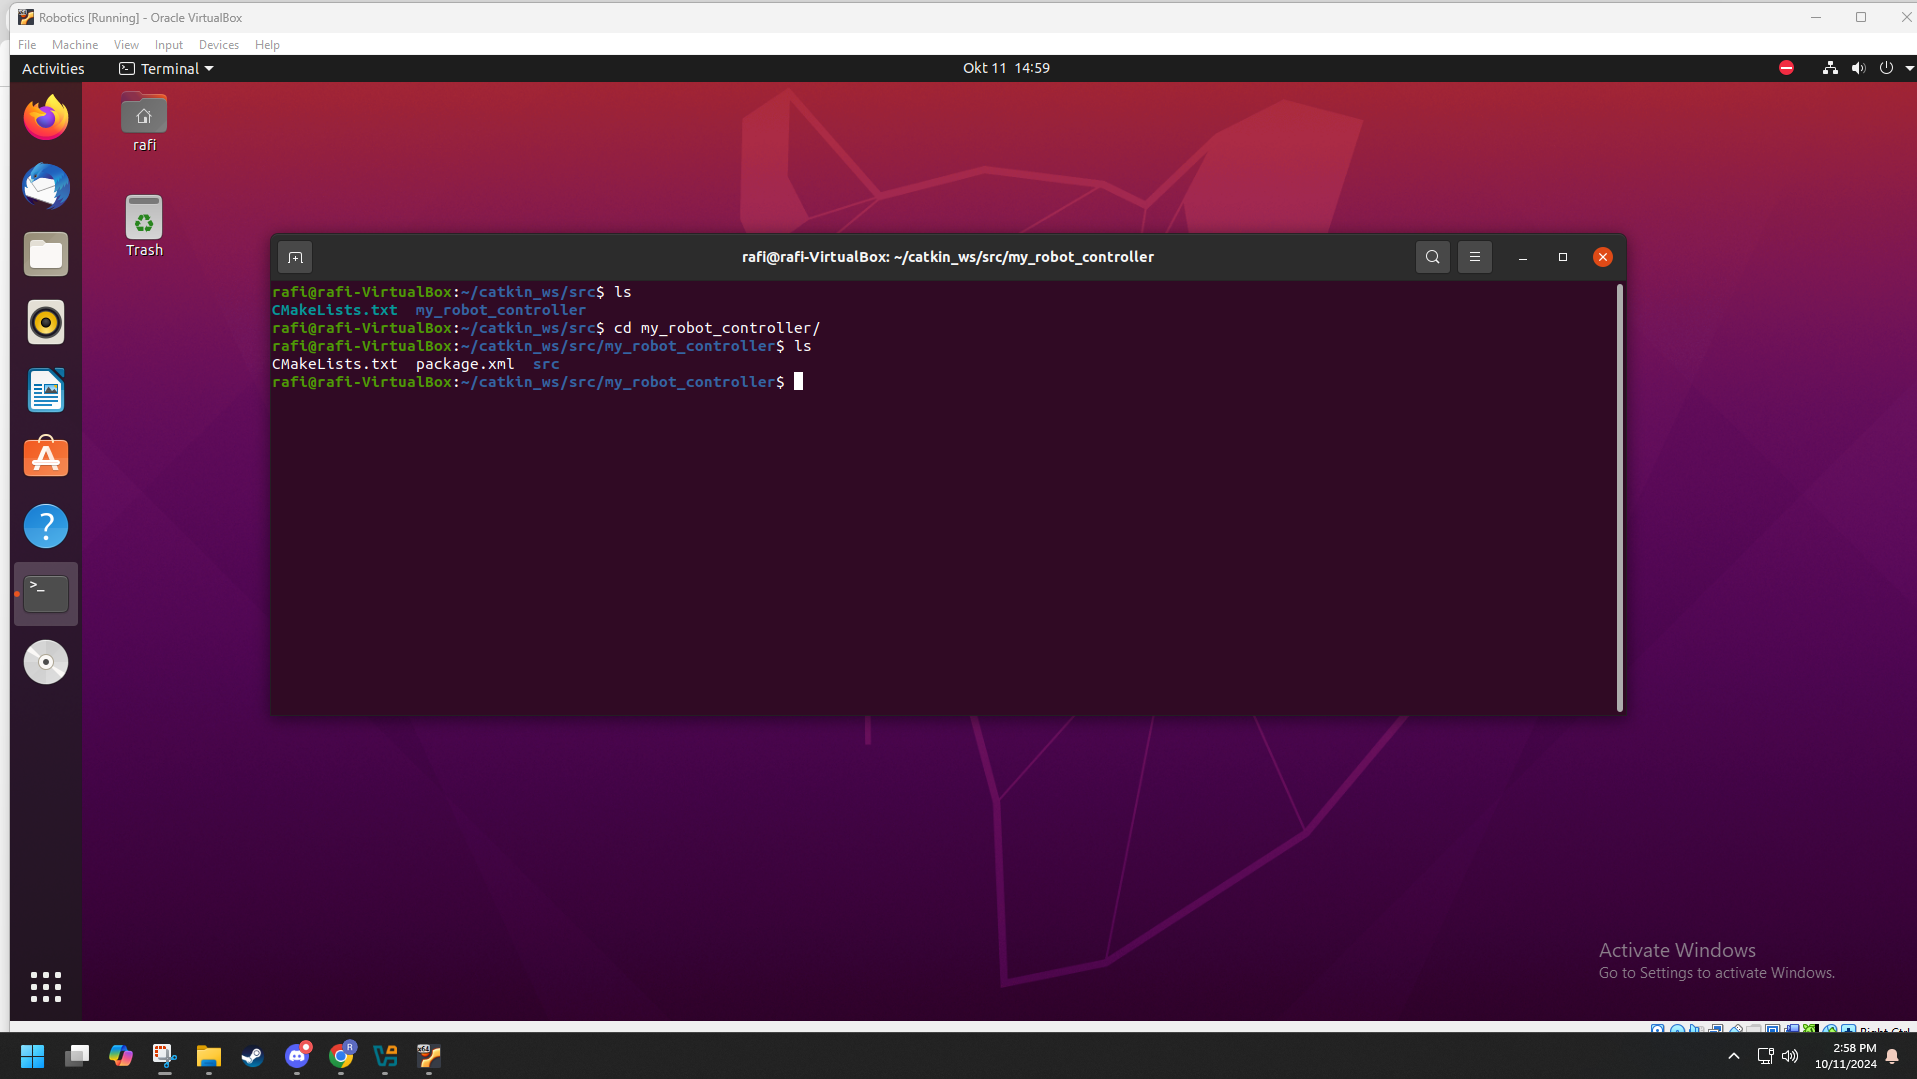 Robotics [Running] - Oracle VirtualBox
File Machine View Input Devices Help
Activities Terminal Okt 11 14:59
rafi
Trash
rafi@rafi-VirtualBox: ~/catkin_ws/src/my_robot_controller
rafi@rafi-VirtualBox:~/catkin_ws/src$ ls
CMakeLists.txt my_robot_controller
rafi@rafi-VirtualBox:~/catkin_ws/src$ cd my_robot_controller/
rafi@rafi-VirtualBox:~/catkin_ws/src/my_robot_controller$ ls
CMakeLists.txt package.xml src
rafi@rafi-VirtualBox:~/catkin_ws/src/my_robot_controller$
Activate Windows
Go to Settings to activate Windows.
Right Ctrl
R
2:58 PM
10/11/2024